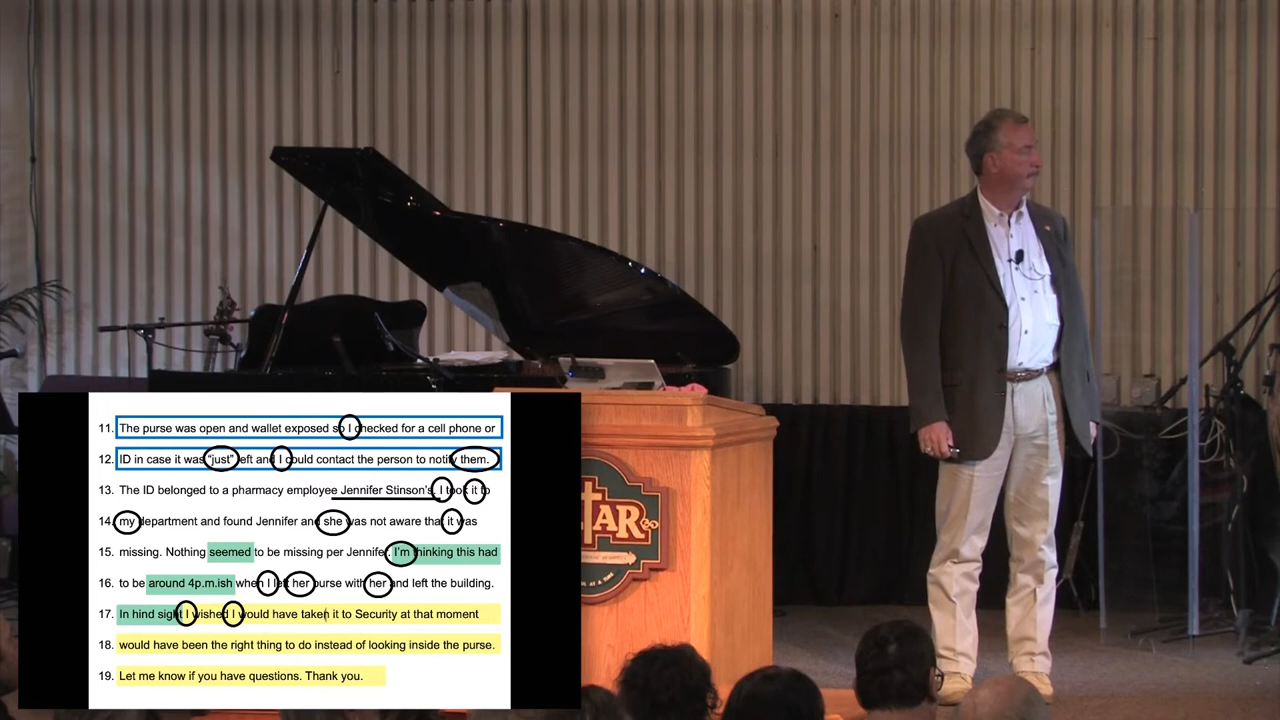 11. The purse was open and wallet exposed so I checked for a cell phone or
12. ID in case it was "just" left and I could contact the person to notify them.
13. The ID belonged to a pharmacy employee Jennifer Stinson's. I took it to
14. my department and found Jennifer and she was not aware that it was
15. missing. Nothing seemed to be missing per Jennifer. I'm thinking this had
16. to be around 4p.m.ish when I left her purse with her and left the building.
17. In hind sight I wished I would have taken it to Security at that moment
18. would have been the right thing to do instead of looking inside the purse.
19. Let me know if you have questions. Thank you.
TAR